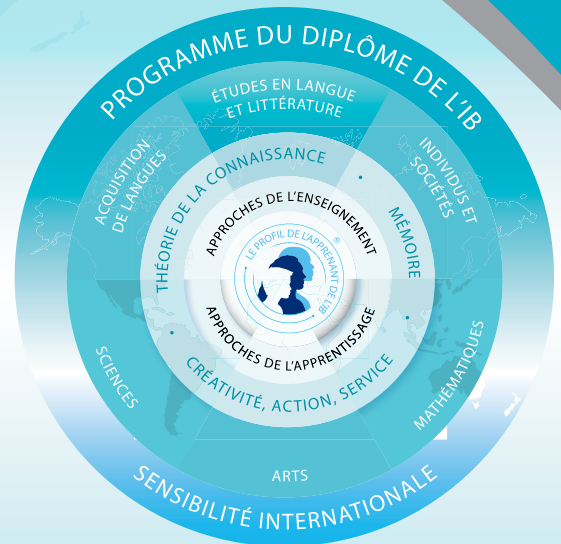 PROGRAMME DU DIPLÔME DE L'IB
ÉTUDES EN LANGUE
ET LITTÉRATURE
ACQUISITION
DE LANGUES
INDIVIDUS ET
SOCIÉTÉS
THÉORIE DE LA CONNAISSANCE
MÉMOIRE
APPROCHES DE L'ENSEIGNEMENT
LE PROFIL DE L'APPRENANT DE L'IB
®
APPROCHES DE L'APPRENTISSAGE
CRÉATIVITÉ, ACTION, SERVICE
SCIENCES
MATHÉMATIQUES
ARTS
SENSIBILITÉ INTERNATIONALE